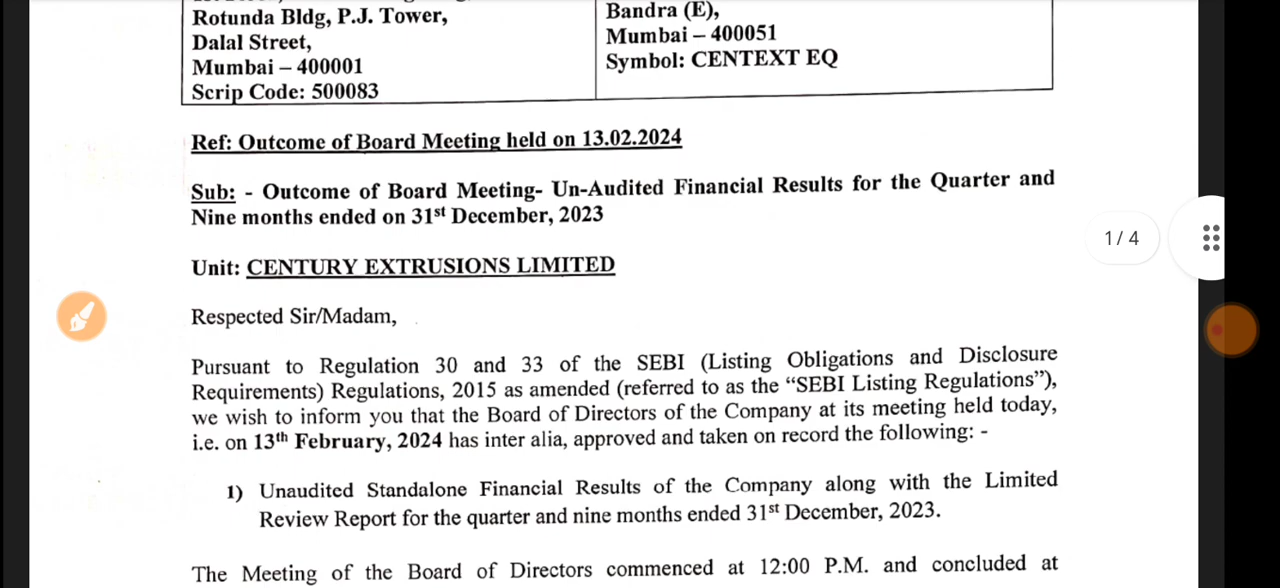 Rotunda Bldg, P.J. Tower,
Dalal Street,
Mumbai – 400001
Scrip Code: 500083
Bandra (E),
Mumbai – 400051
Symbol: CENTEXT EQ
Ref: Outcome of Board Meeting held on 13.02.2024
Sub: - Outcome of Board Meeting- Un-Audited Financial Results for the Quarter and
Nine months ended on 31st December, 2023
1 / 4
Unit: CENTURY EXTRUSIONS LIMITED
Respected Sir/Madam,
Pursuant to Regulation 30 and 33 of the SEBI (Listing Obligations and Disclosure
Requirements) Regulations, 2015 as amended (referred to as the “SEBI Listing Regulations”),
we wish to inform you that the Board of Directors of the Company at its meeting held today,
i.e. on 13th February, 2024 has inter alia, approved and taken on record the following: -
1) Unaudited Standalone Financial Results of the Company along with the Limited
Review Report for the quarter and nine months ended 31st December, 2023.
The Meeting of the Board of Directors commenced at 12:00 P.M. and concluded at